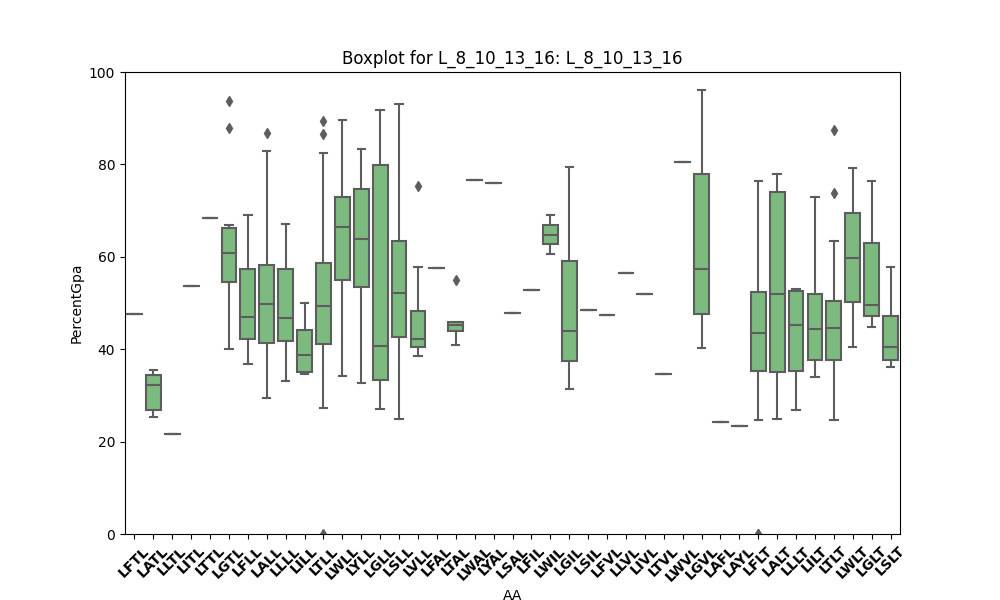 Boxplot for L_8_10_13_16: L_8_10_13_16
PercentGpa
100
80
60
40
20
0
LFTL LATL LLTL LITL LTTL LGTL LFLL LALL LLLL LILL LTLL LWLL LYLL LGLL LSLL LVLL LFAL LTAL LWAL LYAL LSAL LFIL LWIL LGIL LSIL LFVL LLVL LIVL LTVL LWVL LGVL LAFL LAYL LFLT LALT LLLT LILT LTLT LWLT LGLT LSLT
AA